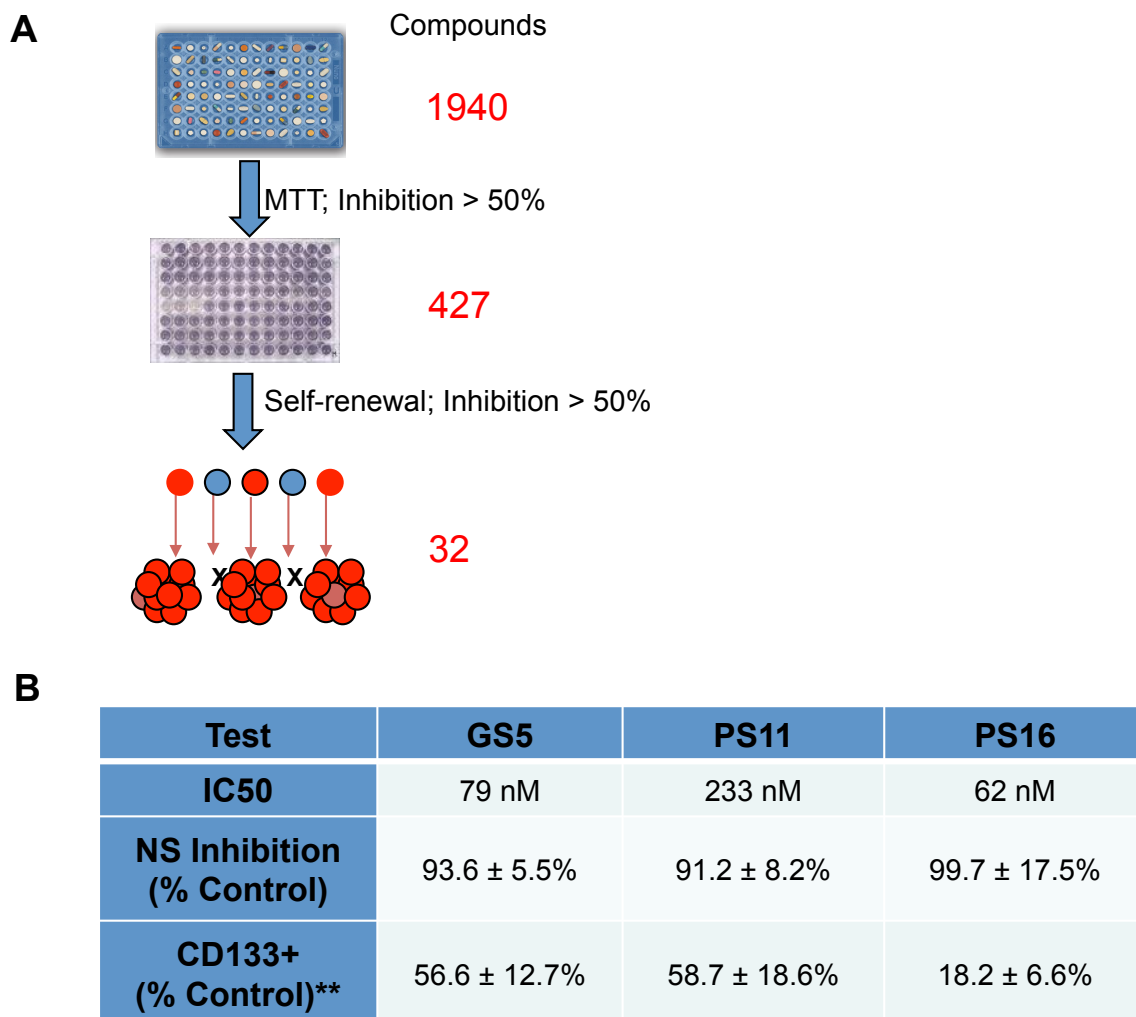 A
Compounds
1940
MTT; Inhibition > 50%
427
Self-renewal; Inhibition > 50%
X X
32
B
Test GS5 PS11 PS16
IC50 79 nM 233 nM 62 nM
NS Inhibition
(% Control) 93.6 ± 5.5% 91.2 ± 8.2% 99.7 ± 17.5%
CD133+
(% Control)** 56.6 ± 12.7% 58.7 ± 18.6% 18.2 ± 6.6%